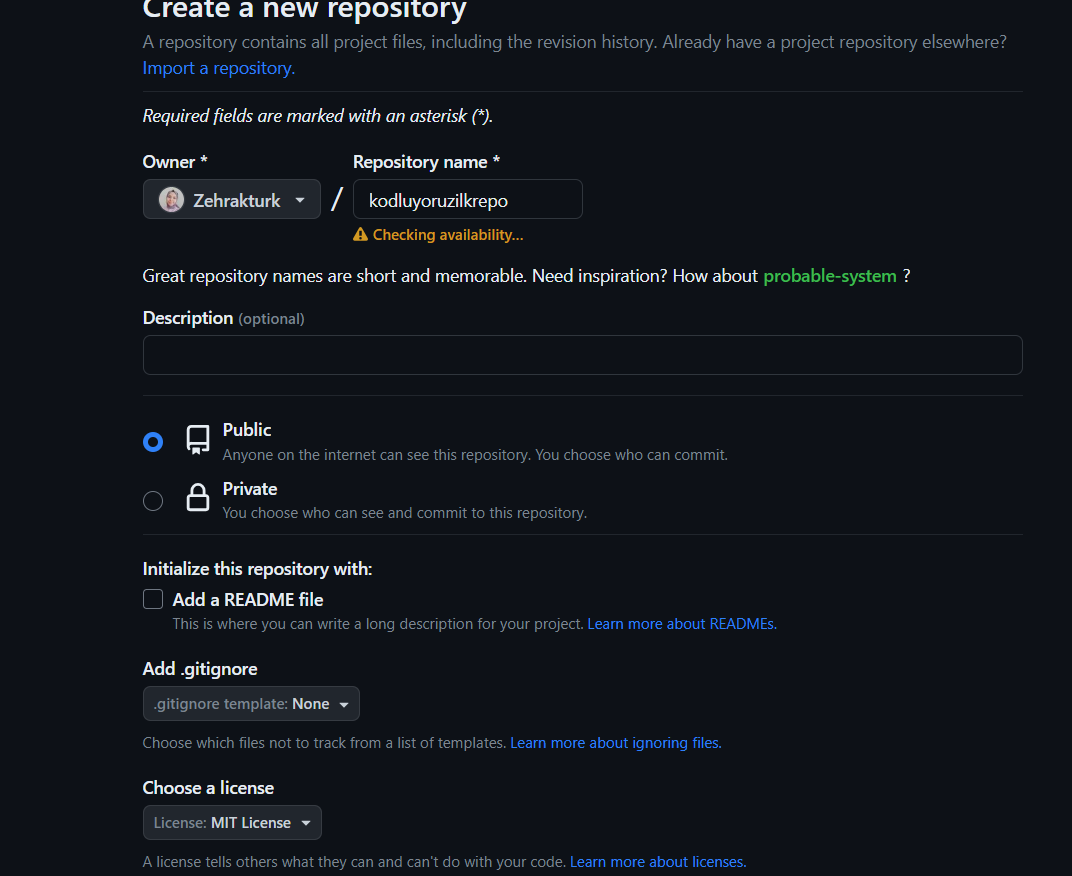 Create a new repository
A repository contains all project files, including the revision history. Already have a project repository elsewhere?
Import a repository.
Required fields are marked with an asterisk (*).
Owner *
Repository name *
Zehrakturk
/
kodluyoruzilkrepo
Checking availability...
Great repository names are short and memorable. Need inspiration? How about probable-system ?
Description (optional)
Public
Anyone on the internet can see this repository. You choose who can commit.
Private
You choose who can see and commit to this repository.
Initialize this repository with:
Add a README file
This is where you can write a long description for your project. Learn more about READMEs.
Add .gitignore
.gitignore template: None
Choose which files not to track from a list of templates. Learn more about ignoring files.
Choose a license
License: MIT License
A license tells others what they can and can't do with your code. Learn more about licenses.